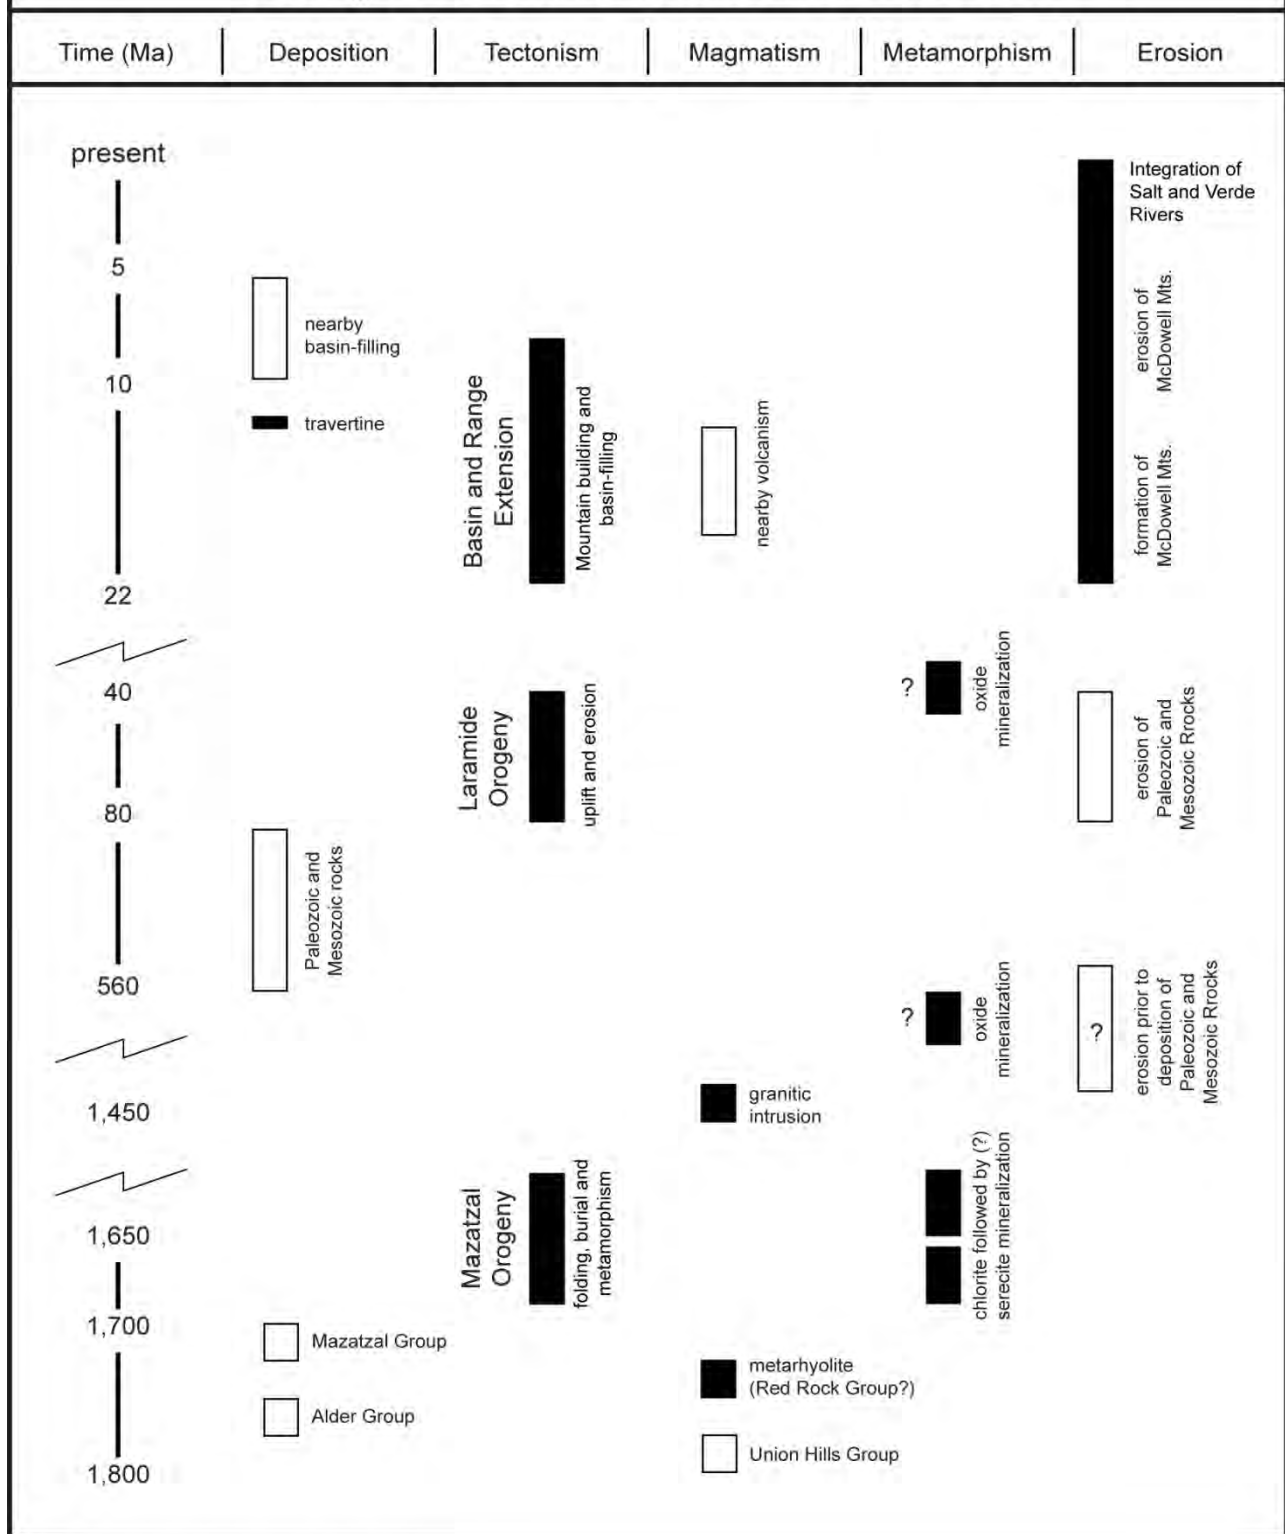 Time (Ma)
Deposition
Tectonism
Magmatism
Metamorphism
Erosion
present
5
10
22
40
80
560
1,450
1,650
1,700
1,800
nearby
basin-filling
travertine
Paleozoic and
Mesozoic rocks
Mazatzal Group
Alder Group
Basin and Range
Extension
Mountain building and
basin-filling
Laramide
Orogeny
uplift and erosion
Mazatzal
Orogeny
folding, burial and
metamorphism
nearby volcanism
granitic
intrusion
metarhyolite
(Red Rock Group?)
Union Hills Group
?
oxide
mineralization
?
oxide
mineralization
chlorite followed by (?)
serecite mineralization
Integration of
Salt and Verde
Rivers
erosion of
McDowell Mts.
formation of
McDowell Mts.
erosion of
Paleozoic and
Mesozoic Rrocks
?
erosion prior to
deposition of
Paleozoic and
Mesozoic Rrocks